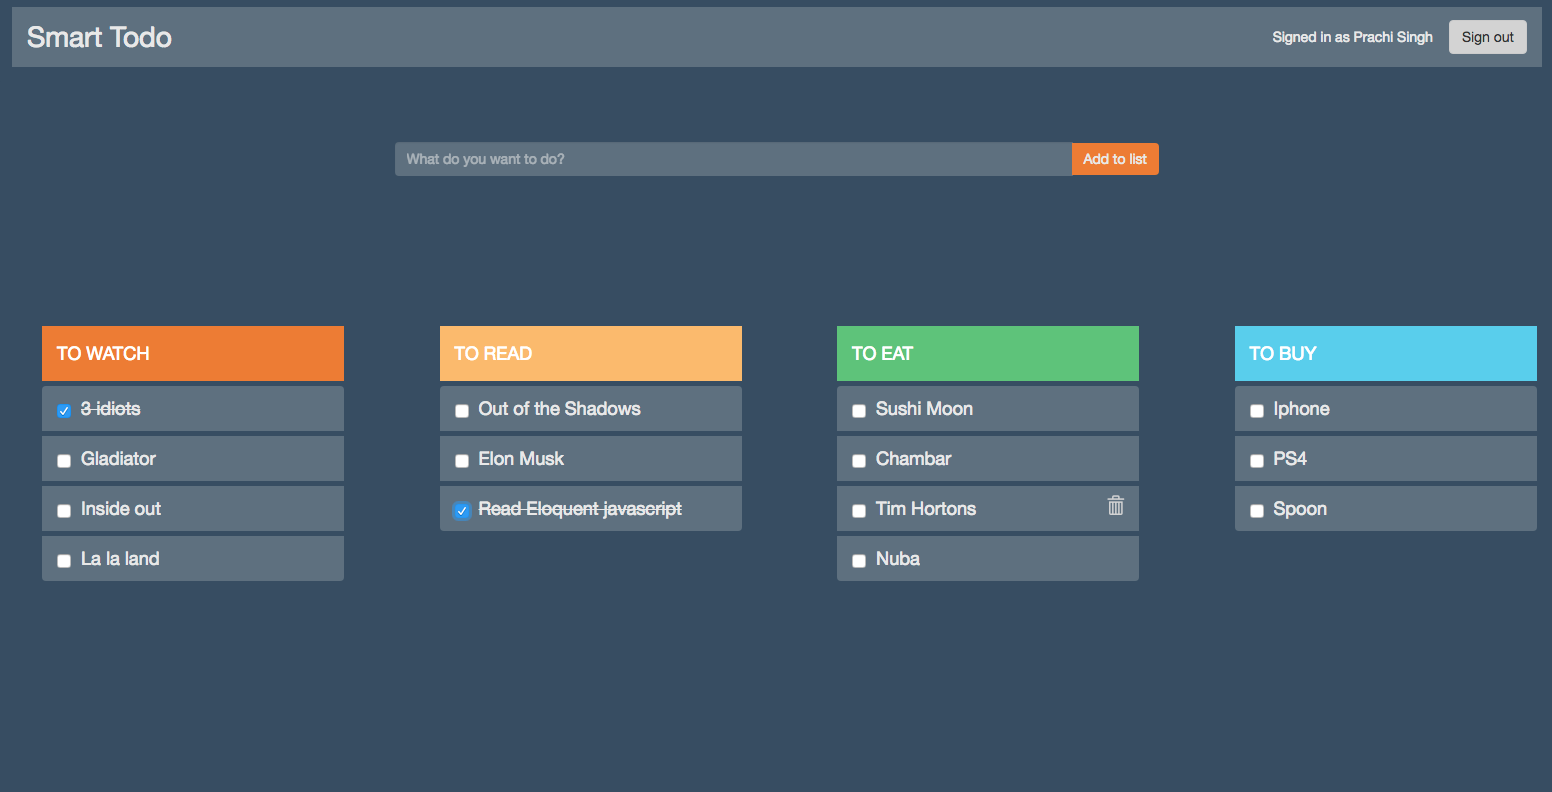 Smart Todo
Signed in as Prachi Singh
Sign out
What do you want to do?
Add to list
TO WATCH
3 idiots
Gladiator
Inside out
La la land
TO READ
Out of the Shadows
Elon Musk
Read Eloquent javascript
TO EAT
Sushi Moon
Chambar
Tim Hortons
Nuba
TO BUY
Iphone
PS4
Spoon